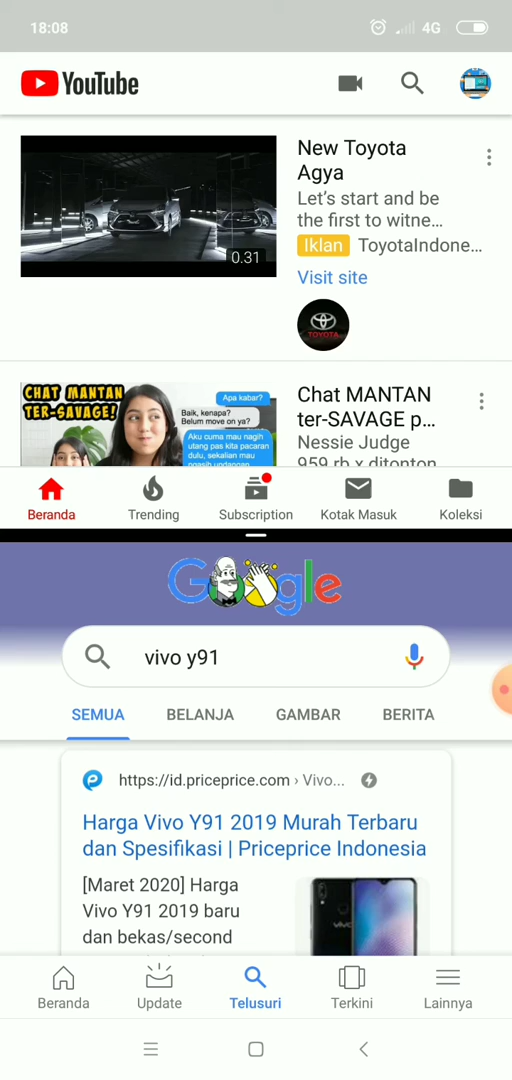 18:08
4G
YouTube
New Toyota
Agya
Let's start and be
the first to witne...
Iklan ToyotaIndone...
Visit site
0.31
TOYOTA
CHAT MANTAN
TER-SAVAGE!
Apa kabar?
Baik, kenapa?
Belum move on ya?
Aku cuma mau nagih
utang pas kita pacaran
dulu, sekalian mau
ngasih undangan
Chat MANTAN
ter-SAVAGE p...
Nessie Judge
959 rb x ditonton
Beranda
Trending
Subscription
Kotak Masuk
Koleksi
Google
vivo y91
SEMUA
BELANJA
GAMBAR
BERITA
https://id.priceprice.com › Vivo...
Harga Vivo Y91 2019 Murah Terbaru
dan Spesifikasi | Priceprice Indonesia
[Maret 2020] Harga
Vivo Y91 2019 baru
dan bekas/second
vivo
Beranda
Update
Telusuri
Terkini
Lainnya